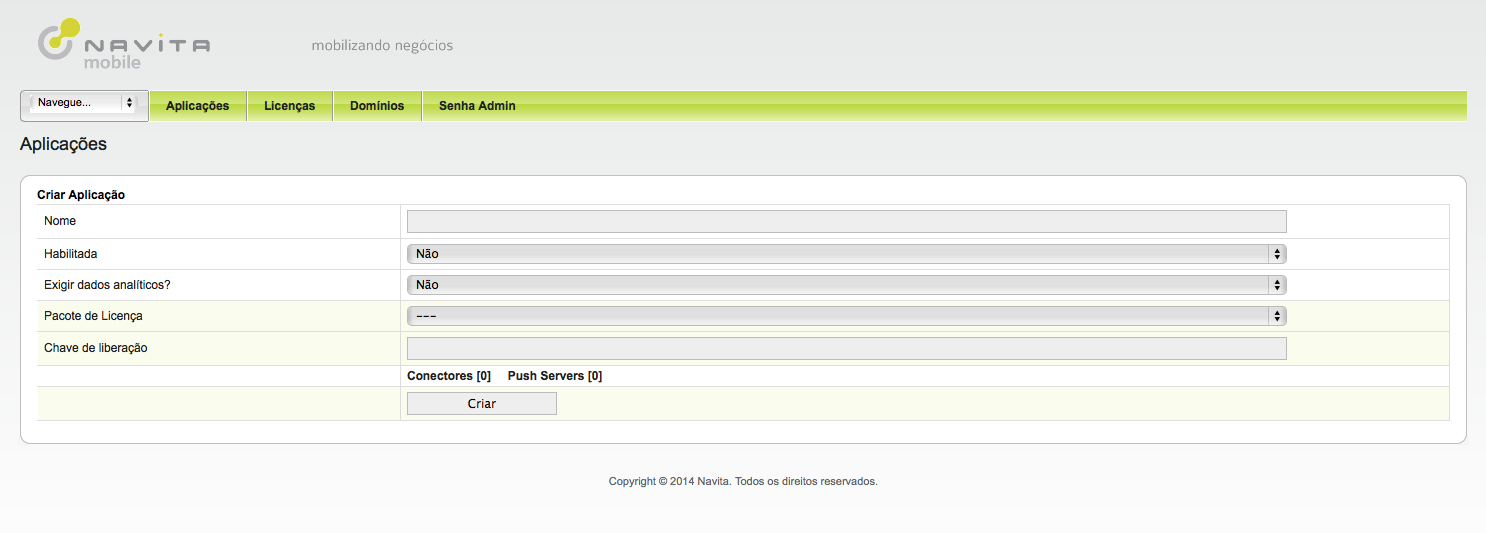 NAVITA
mobile
mobilizando negócios
Navegue... Aplicações Licenças Domínios Senha Admin
Aplicações
Criar Aplicação
Nome
Habilitada Não
Exigir dados analíticos? Não
Pacote de Licença ---
Chave de liberação
Conectores [0] Push Servers [0]
Criar
Copyright © 2014 Navita. Todos os direitos reservados.